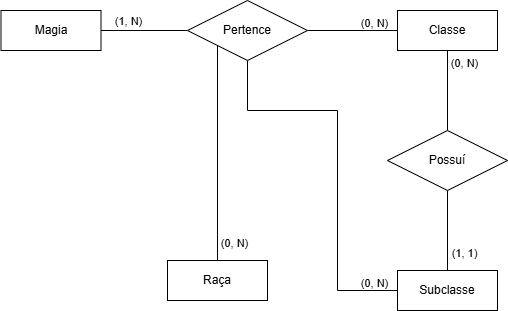 Magia
(1, N)
Pertence
(0, N)
Classe
(0, N)
Possuí
(0, N)
(1, 1)
Raça
(0, N)
Subclasse